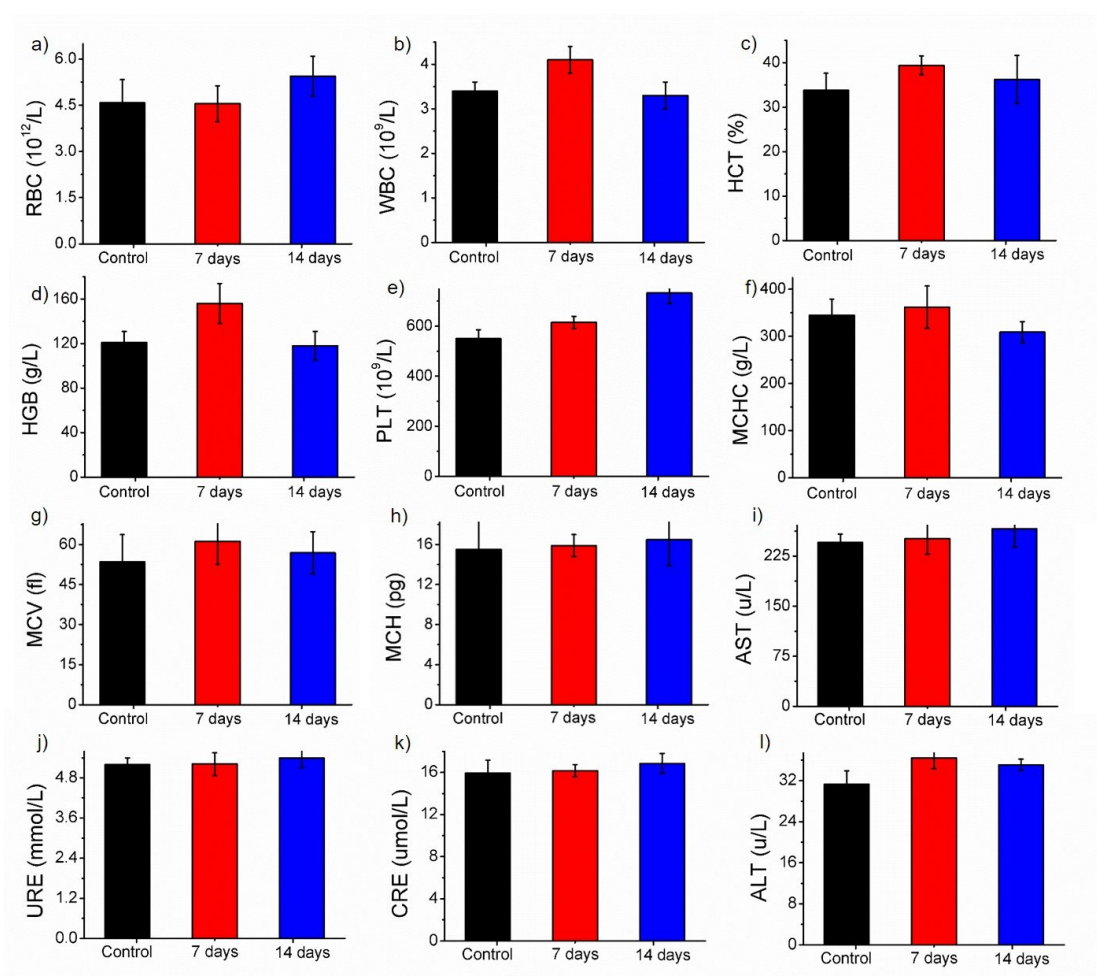 a)
RBC (10¹²/L)
6.0
4.5
3.0
1.5
0.0
Control 7 days 14 days
b)
WBC (10⁹/L)
4
3
2
1
0
Control 7 days 14 days
c)
HCT (%)
40
30
20
10
0
Control 7 days 14 days
d)
HGB (g/L)
160
120
80
40
0
Control 7 days 14 days
e)
PLT (10⁹/L)
600
400
200
0
Control 7 days 14 days
f)
MCHC (g/L)
400
300
200
100
0
Control 7 days 14 days
g)
MCV (fl)
60
45
30
15
0
Control 7 days 14 days
h)
MCH (pg)
16
12
8
4
0
Control 7 days 14 days
i)
AST (u/L)
225
150
75
0
Control 7 days 14 days
j)
URE (mmol/L)
4.8
3.6
2.4
1.2
0.0
Control 7 days 14 days
k)
CRE (umol/L)
16
12
8
4
0
Control 7 days 14 days
l)
ALT (u/L)
32
24
16
8
0
Control 7 days 14 days